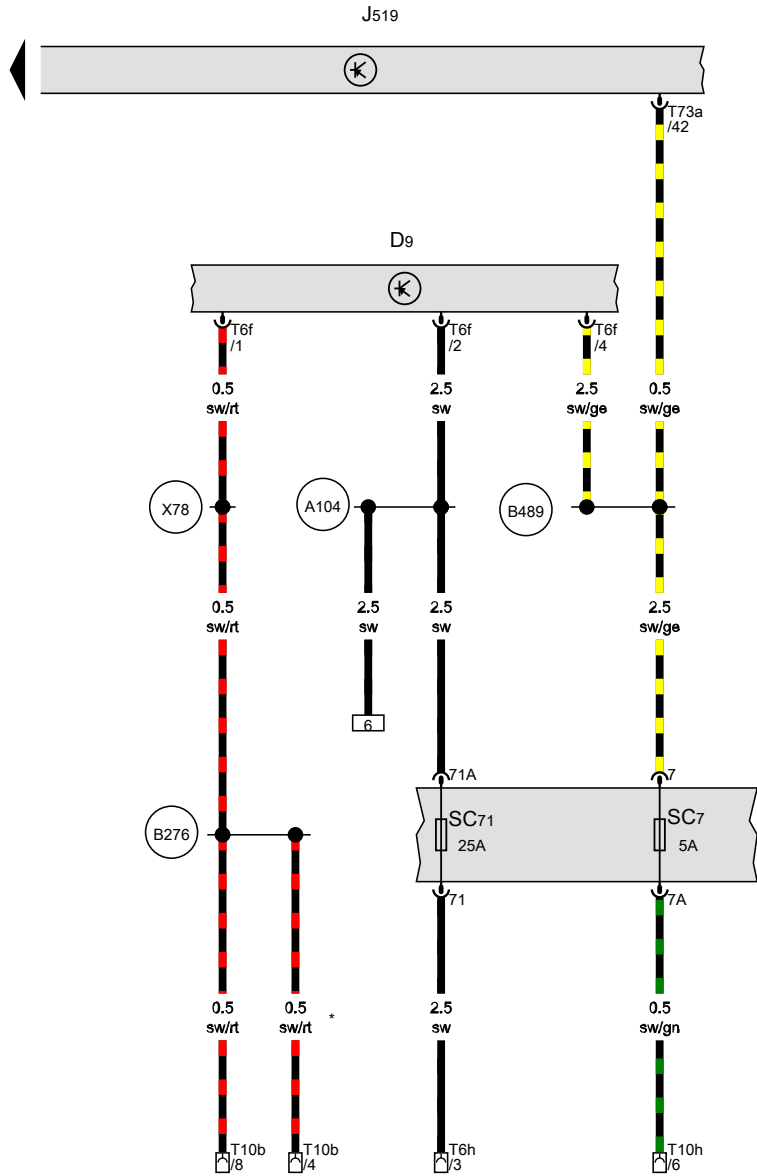 J519
T73a
/42
D9
T6f
/1
T6f
/2
T6f
/4
0.5
sw/rt
2.5
sw
2.5
sw/ge
0.5
sw/ge
X78
A104
B489
0.5
sw/rt
2.5
sw
2.5
sw
2.5
sw/ge
6
71A
7
B276
SC71
25A
SC7
5A
71
7A
0.5
sw/rt
0.5
sw/rt
*
2.5
sw
0.5
sw/gn
T10b
/8
T10b
/4
T6h
/3
T10h
/6